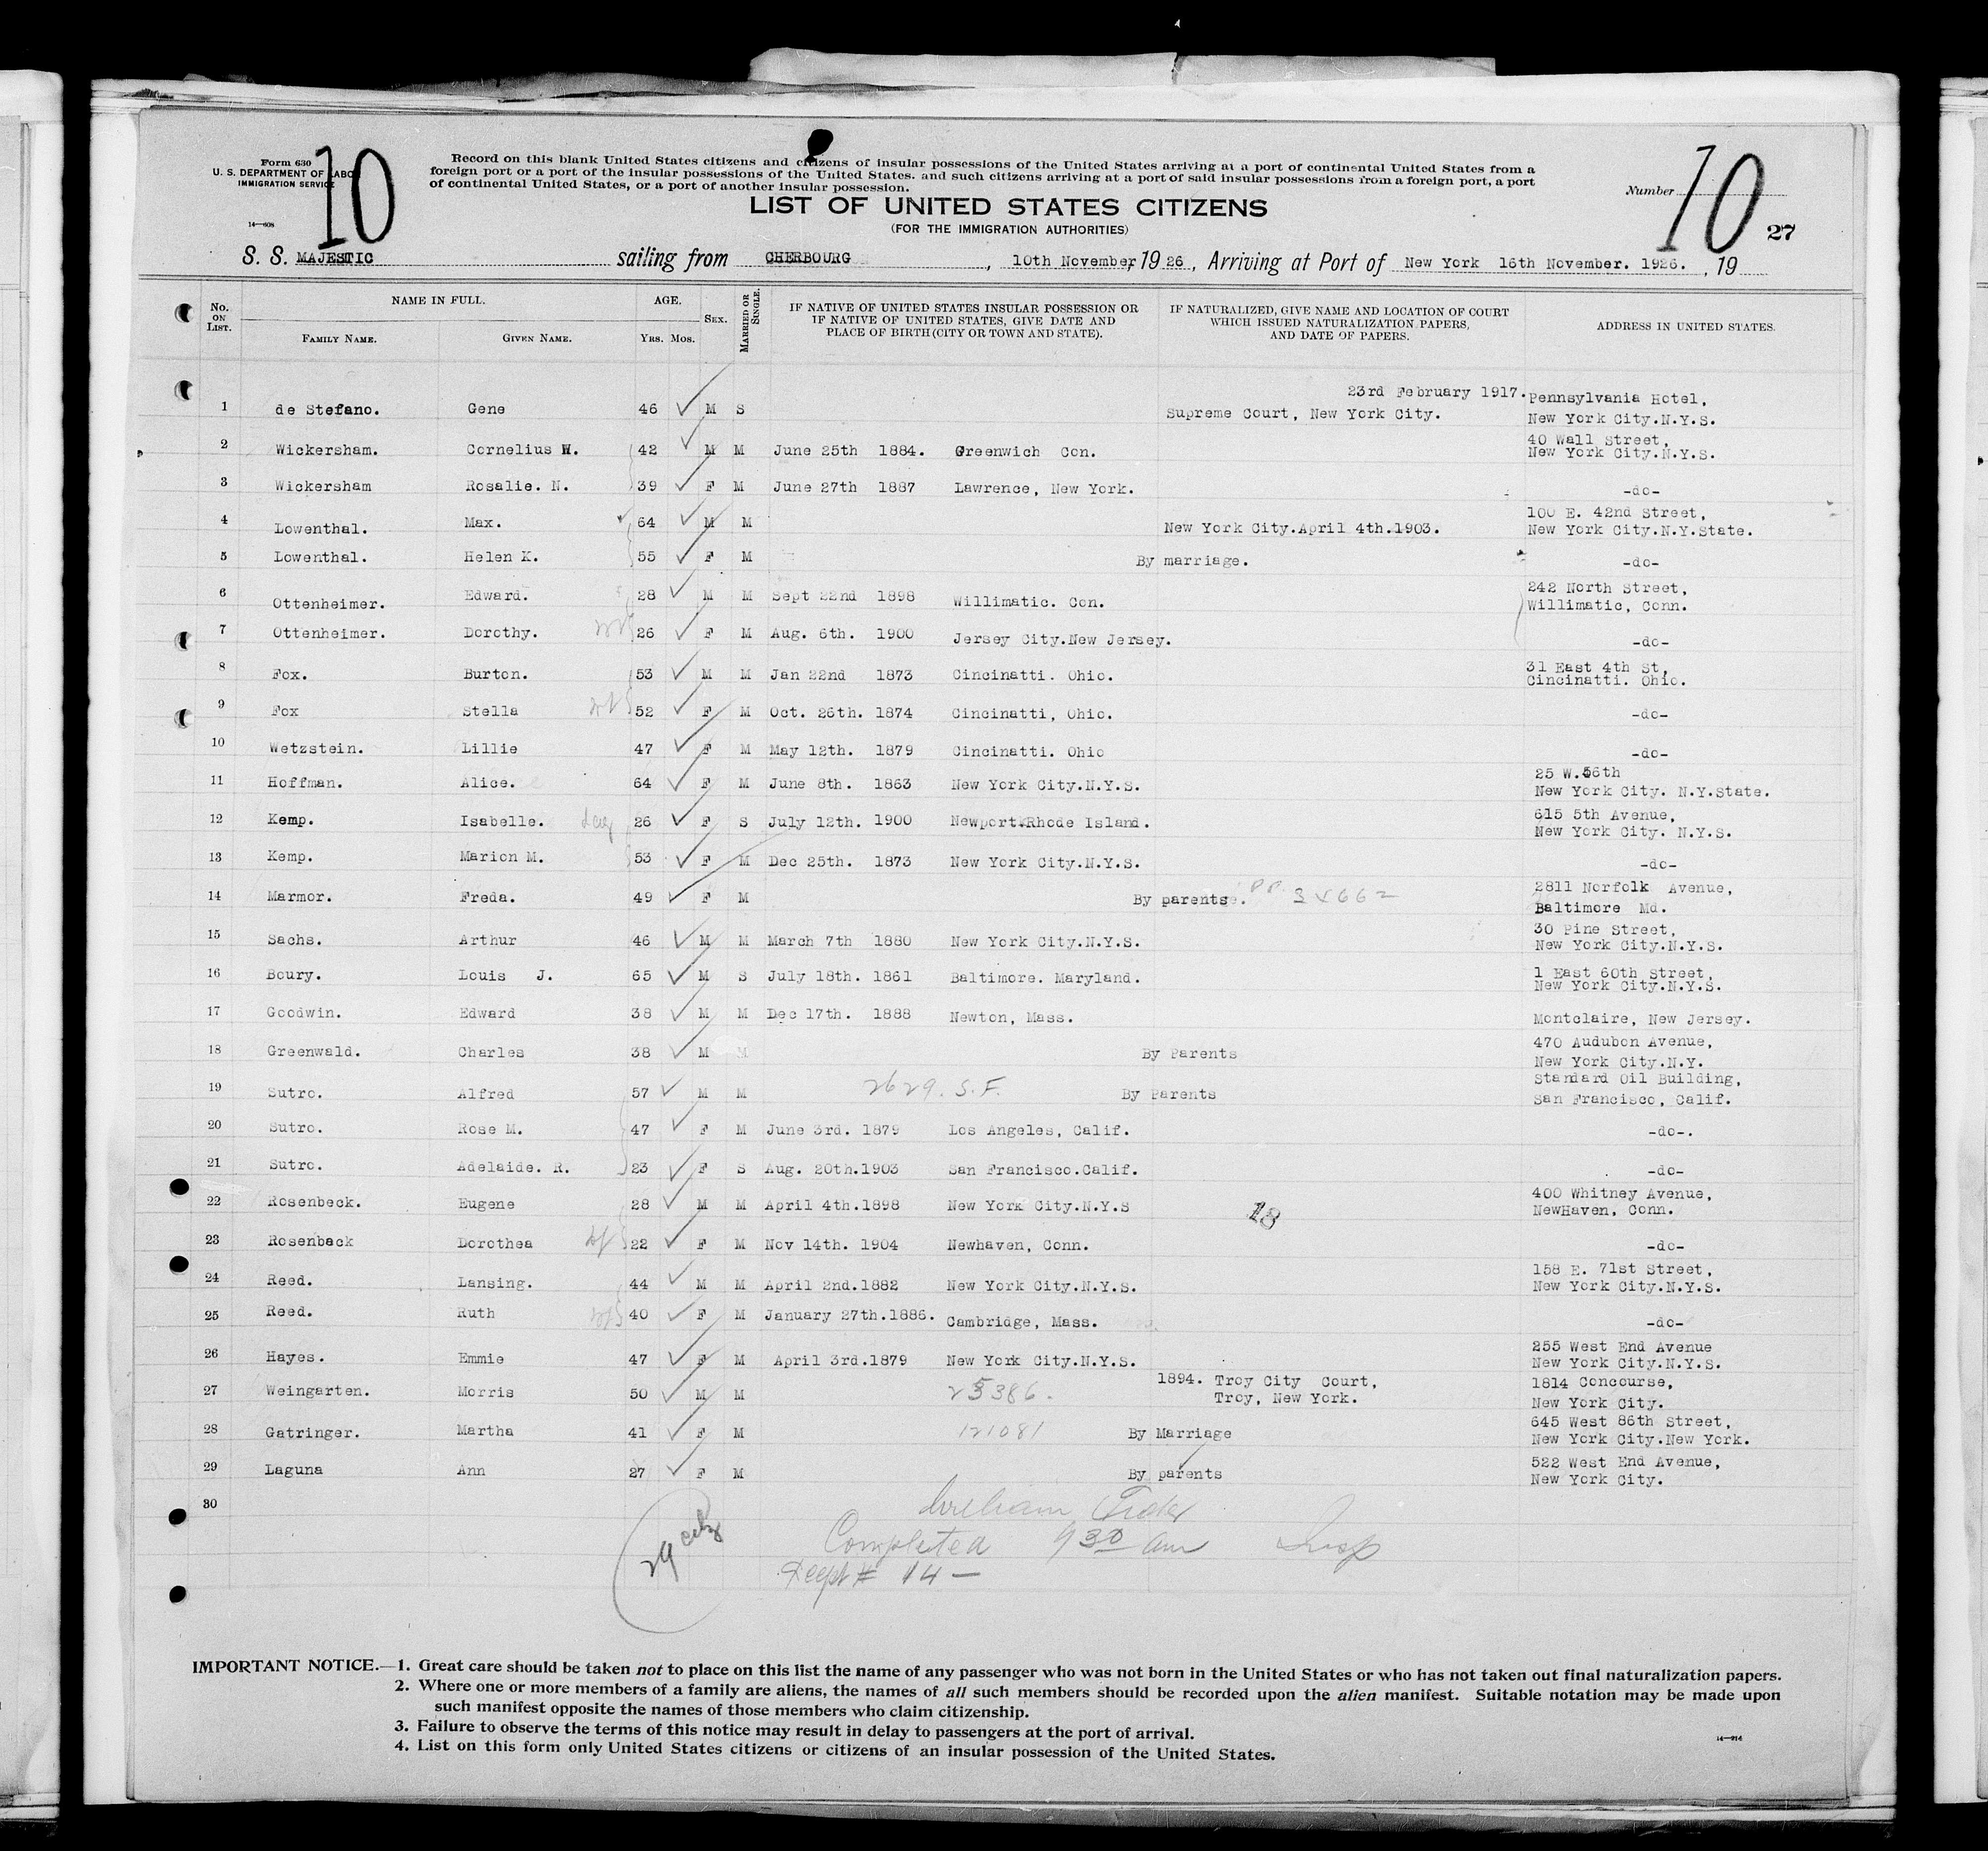 Form 630
U. S. DEPARTMENT OF LABOR
IMMIGRATION SERVICE
14—608
10
Record on this blank United States citizens and citizens of insular possessions of the United States arriving at a port of continental United States from a
foreign port or a port of the insular possessions of the United States, and such citizens arriving at a port of said insular possessions from a foreign port, a port
of continental United States, or a port of another insular possession.
LIST OF UNITED STATES CITIZENS
(FOR THE IMMIGRATION AUTHORITIES)
Number 10
27
S. S. MAJESTIC sailing from CHERBOURG, 10th November, 1926, Arriving at Port of New York 16th November. 1926. , 19
No. ON LIST. NAME IN FULL. FAMILY NAME. GIVEN NAME. AGE. YRS. MOS. SEX. MARRIED OR SINGLE. IF NATIVE OF UNITED STATES INSULAR POSSESSION OR IF NATIVE OF UNITED STATES, GIVE DATE AND PLACE OF BIRTH (CITY OR TOWN AND STATE). IF NATURALIZED, GIVE NAME AND LOCATION OF COURT WHICH ISSUED NATURALIZATION PAPERS, AND DATE OF PAPERS. ADDRESS IN UNITED STATES.
1 de Stefano. Gene 46 M S 23rd February 1917. Supreme Court, New York City. Pennsylvania Hotel, New York City.N.Y.S.
2 Wickersham. Cornelius W. 42 M M June 25th 1884. Greenwich Con. 40 Wall Street, New York City.N.Y.S.
3 Wickersham Rosalie. N. 39 F M June 27th 1887 Lawrence, New York. -do-
4 Lowenthal. Max. 64 M M New York City.April 4th.1903. 100 E. 42nd Street, New York City.N.Y.State.
5 Lowenthal. Helen K. 55 F M By marriage. -do-
6 Ottenheimer. Edward. 28 M M Sept 22nd 1898 Willimatic. Con. 242 North Street, Willimatic, Conn.
7 Ottenheimer. Dorothy. 26 F M Aug. 6th. 1900 Jersey City.New Jersey. -do-
8 Fox. Burton. 53 M M Jan 22nd 1873 Cincinatti. Ohio. 31 East 4th St, Cincinatti. Ohio.
9 Fox Stella 52 F M Oct. 26th. 1874 Cincinatti, Ohio. -do-
10 Wetzstein. Lillie 47 F M May 12th. 1879 Cincinatti. Ohio -do-
11 Hoffman. Alice. 64 F M June 8th. 1863 New York City.N.Y.S. 25 W.56th New York City. N.Y.State.
12 Kemp. Isabelle. 26 F S July 12th. 1900 Newport.Rhode Island. 615 5th Avenue, New York City. N.Y.S.
13 Kemp. Marion M. 53 F M Dec 25th. 1873 New York City.N.Y.S. -do-
14 Marmor. Freda. 49 F M By parents. 2811 Norfolk Avenue, Baltimore Md.
15 Sachs. Arthur 46 M M March 7th 1880 New York City.N.Y.S. 30 Pine Street, New York City.N.Y.S.
16 Boury. Louis J. 65 M S July 18th. 1861 Baltimore. Maryland. 1 East 60th Street, New York City.N.Y.S.
17 Goodwin. Edward 38 M M Dec 17th. 1888 Newton, Mass. Montclaire, New Jersey.
18 Greenwald. Charles 38 M M By Parents 470 Audubon Avenue, New York City.N.Y.
19 Sutro. Alfred 57 M M 2629. S.F. By Parents Standard Oil Building, San Francisco, Calif.
20 Sutro. Rose M. 47 F M June 3rd. 1879 Los Angeles, Calif. -do-.
21 Sutro. Adelaide. R. 23 F S Aug. 20th.1903 San Francisco.Calif. -do-
22 Rosenbeck. Eugene 28 M M April 4th.1898 New York City.N.Y.S 18 400 Whitney Avenue, NewHaven, Conn.
23 Rosenback Dorothea 22 F M Nov 14th. 1904 Newhaven, Conn. -do-
24 Reed. Lansing. 44 M M April 2nd.1882 New York City.N.Y.S. 158 E. 71st Street, New York City.N.Y.S.
25 Reed. Ruth 40 F M January 27th.1886. Cambridge, Mass. -do-
26 Hayes. Emmie 47 F M April 3rd.1879 New York City.N.Y.S. 255 West End Avenue New York City.N.Y.S.
27 Weingarten. Morris 50 M M 1894. Troy City Court, Troy, New York. 1814 Concourse, New York City.
28 Gatringer. Martha 41 F M 121081 By Marriage 645 West 86th Street, New York City.New York.
29 Laguna Ann 27 F M By parents 522 West End Avenue, New York City.
30
Completed 9 30 am Insp
# 14 —
29
IMPORTANT NOTICE.—1. Great care should be taken not to place on this list the name of any passenger who was not born in the United States or who has not taken out final naturalization papers.
2. Where one or more members of a family are aliens, the names of all such members should be recorded upon the alien manifest. Suitable notation may be made upon
such manifest opposite the names of those members who claim citizenship.
3. Failure to observe the terms of this notice may result in delay to passengers at the port of arrival.
4. List on this form only United States citizens or citizens of an insular possession of the United States.
14—914